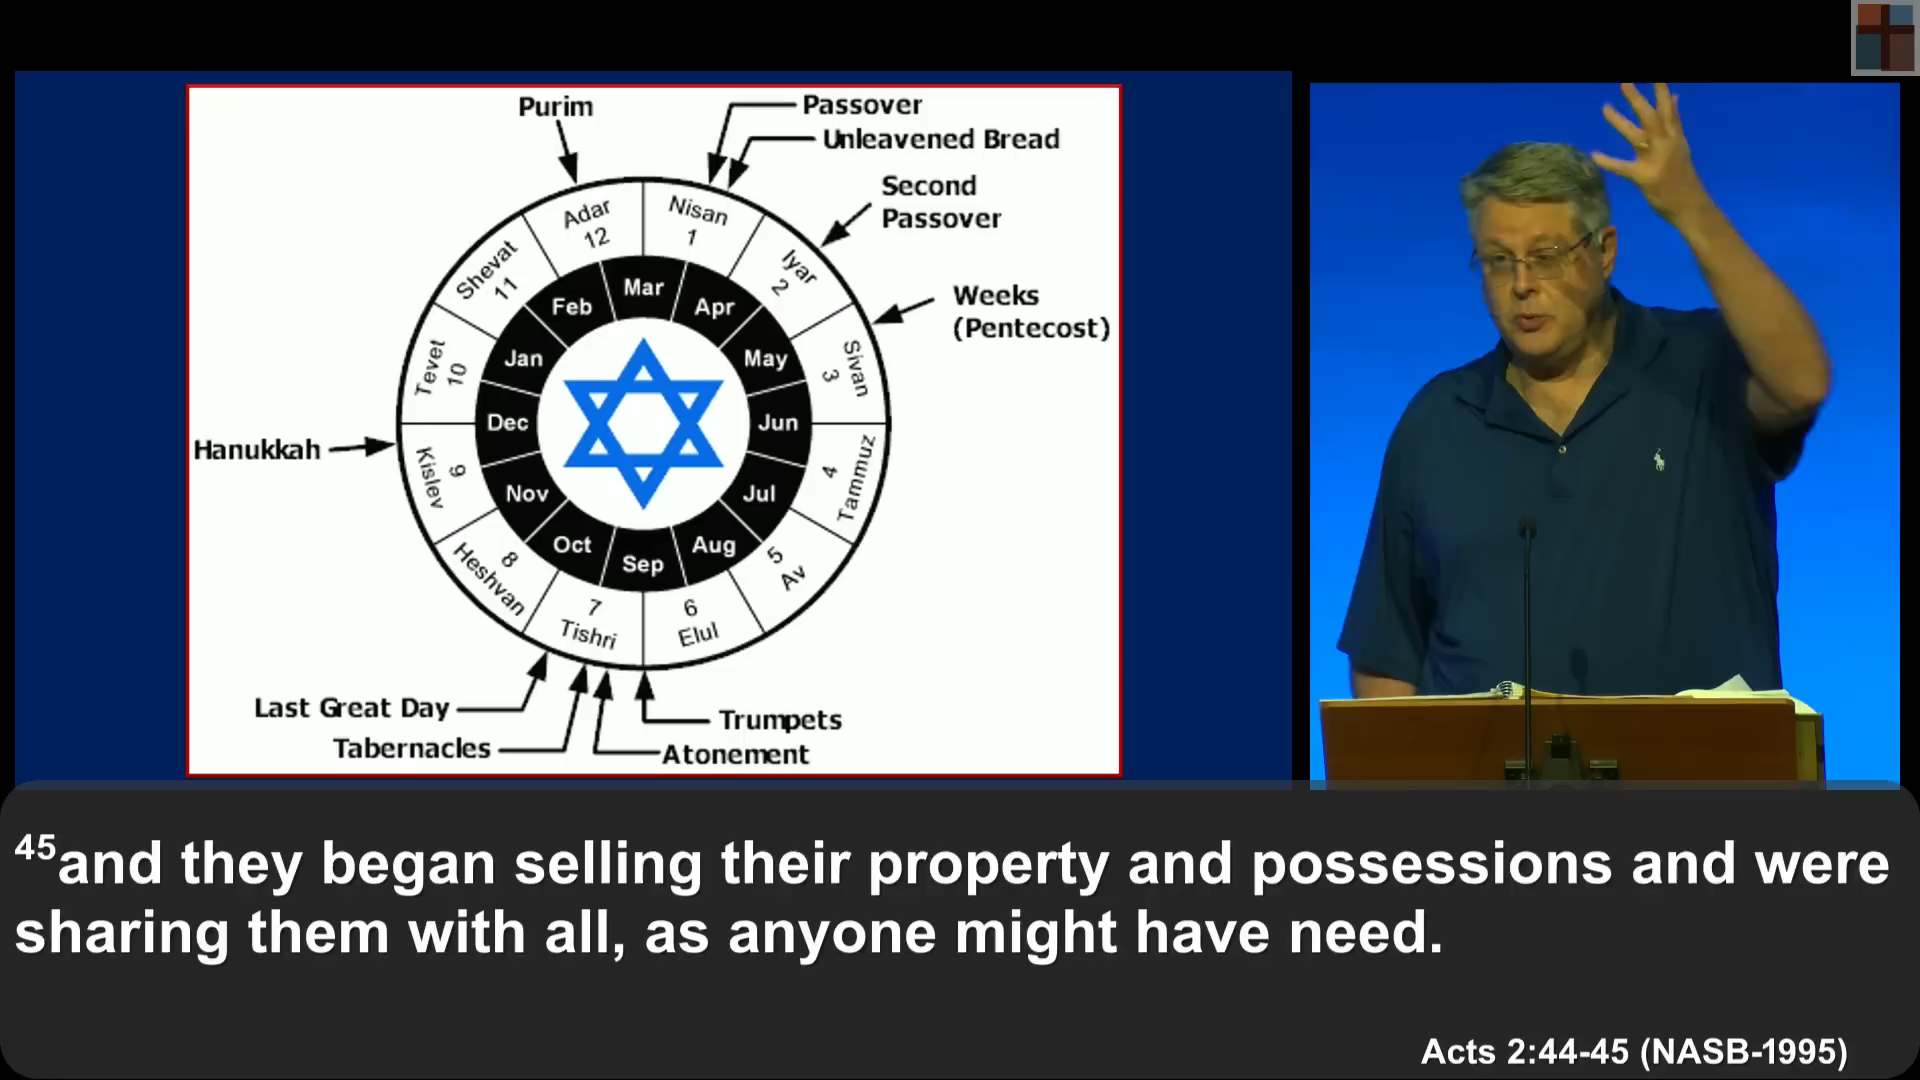 Purim
Passover
Unleavened Bread
Second
Passover
Weeks
(Pentecost)
Hanukkah
Last Great Day
Tabernacles
Trumpets
Atonement
Nisan
1
Iyar
2
Sivan
3
Tammuz
4
5
Av
6
Elul
7
Tishri
8
Heshvan
9
Kislev
Tevet
10
Shevat
11
Adar
12
Mar
Apr
May
Jun
Jul
Aug
Sep
Oct
Nov
Dec
Jan
Feb
45and they began selling their property and possessions and were
sharing them with all, as anyone might have need.
Acts 2:44-45 (NASB-1995)